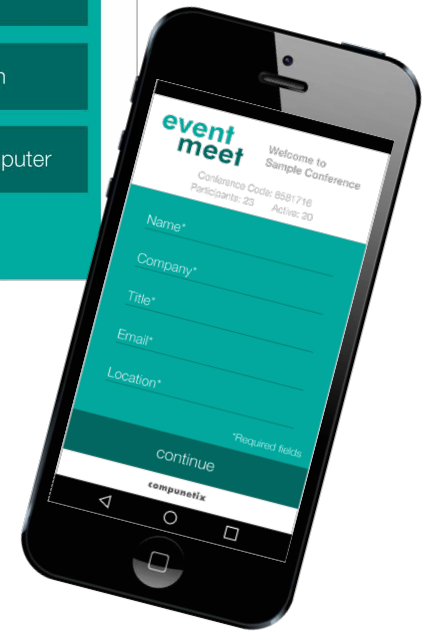 n
puter
event
meet
Welcome to
Sample Conference
Conference Code: 8581716
Participants: 23 Active: 20
Name*
Company*
Title*
Email*
Location*
*Required fields
continue
compunetix